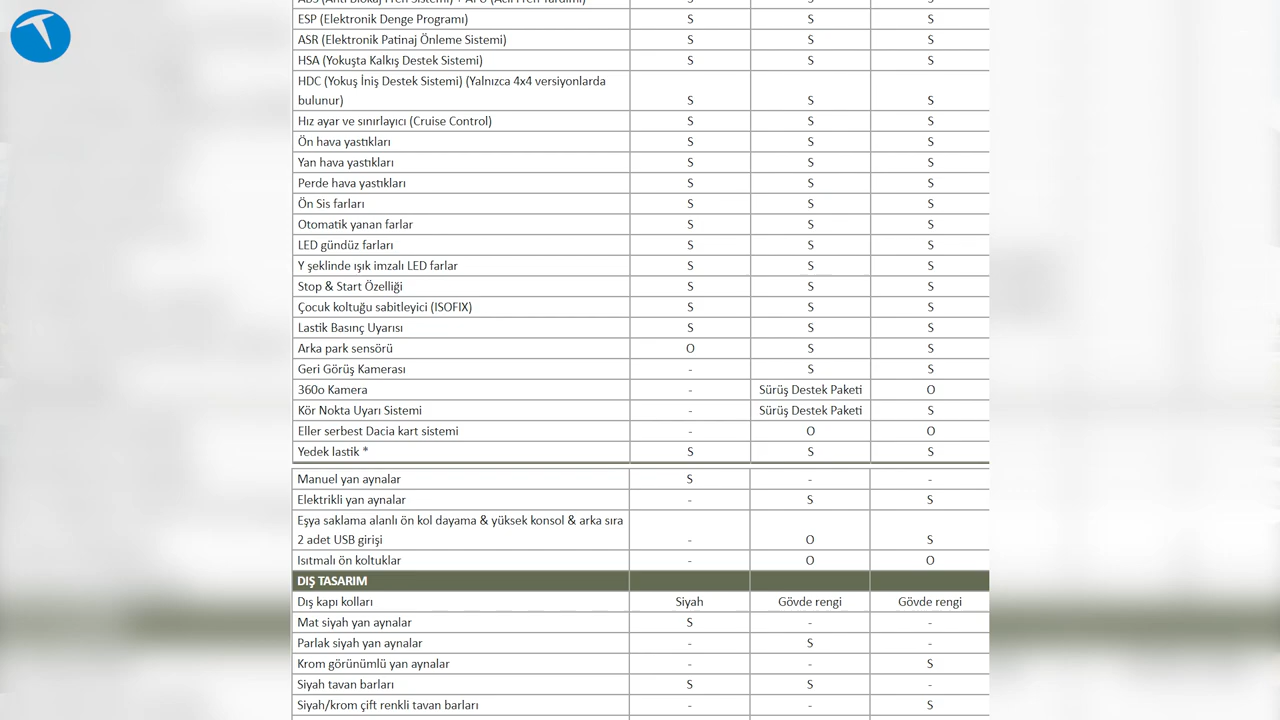 ABS (Anti Blokaj Fren Sistemi) + AFU (Acil Fren Yardımı) S S S
ESP (Elektronik Denge Programı) S S S
ASR (Elektronik Patinaj Önleme Sistemi) S S S
HSA (Yokuşta Kalkış Destek Sistemi) S S S
HDC (Yokuş İniş Destek Sistemi) (Yalnızca 4x4 versiyonlarda
bulunur) S S S
Hız ayar ve sınırlayıcı (Cruise Control) S S S
Ön hava yastıkları S S S
Yan hava yastıkları S S S
Perde hava yastıkları S S S
Ön Sis farları S S S
Otomatik yanan farlar S S S
LED gündüz farları S S S
Y şeklinde ışık imzalı LED farlar S S S
Stop & Start Özelliği S S S
Çocuk koltuğu sabitleyici (ISOFIX) S S S
Lastik Basınç Uyarısı S S S
Arka park sensörü O S S
Geri Görüş Kamerası - S S
360o Kamera - Sürüş Destek Paketi O
Kör Nokta Uyarı Sistemi - Sürüş Destek Paketi S
Eller serbest Dacia kart sistemi - O O
Yedek lastik * S S S
Manuel yan aynalar S - -
Elektrikli yan aynalar - S S
Eşya saklama alanlı ön kol dayama & yüksek konsol & arka sıra
2 adet USB girişi - O S
Isıtmalı ön koltuklar - O O
DIŞ TASARIM
Dış kapı kolları Siyah Gövde rengi Gövde rengi
Mat siyah yan aynalar S - -
Parlak siyah yan aynalar - S -
Krom görünümlü yan aynalar - - S
Siyah tavan barları S S -
Siyah/krom çift renkli tavan barları - - S